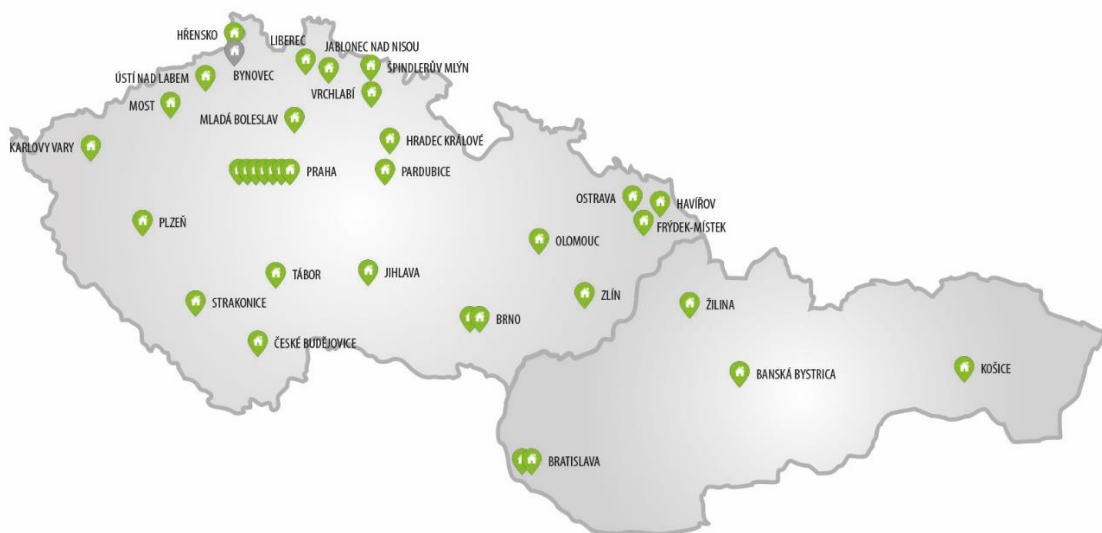 HŘENSKO
LIBEREC
JABLONEC NAD NISOU
ŠPINDLERŮV MLÝN
ÚSTÍ NAD LABEM
BYNOVEC
VRCHLABÍ
MOST
MLADÁ BOLESLAV
HRADEC KRÁLOVÉ
KARLOVY VARY
PRAHA
PARDUBICE
OSTRAVA
HAVÍŘOV
PLZEŇ
FRÝDEK-MÍSTEK
OLOMOUC
TÁBOR
JIHLAVA
ZLÍN
STRAKONICE
ŽILINA
BRNO
ČESKÉ BUDĚJOVICE
BANSKÁ BYSTRICA
KOŠICE
BRATISLAVA